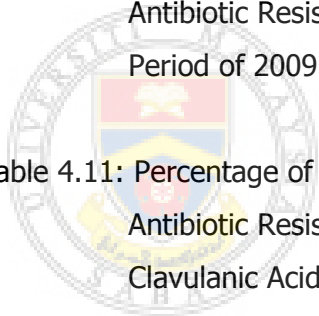 Antibiotic Resis
Period of 2009
able 4.11: Percentage of
Antibiotic Resis
Clavulanic Acid